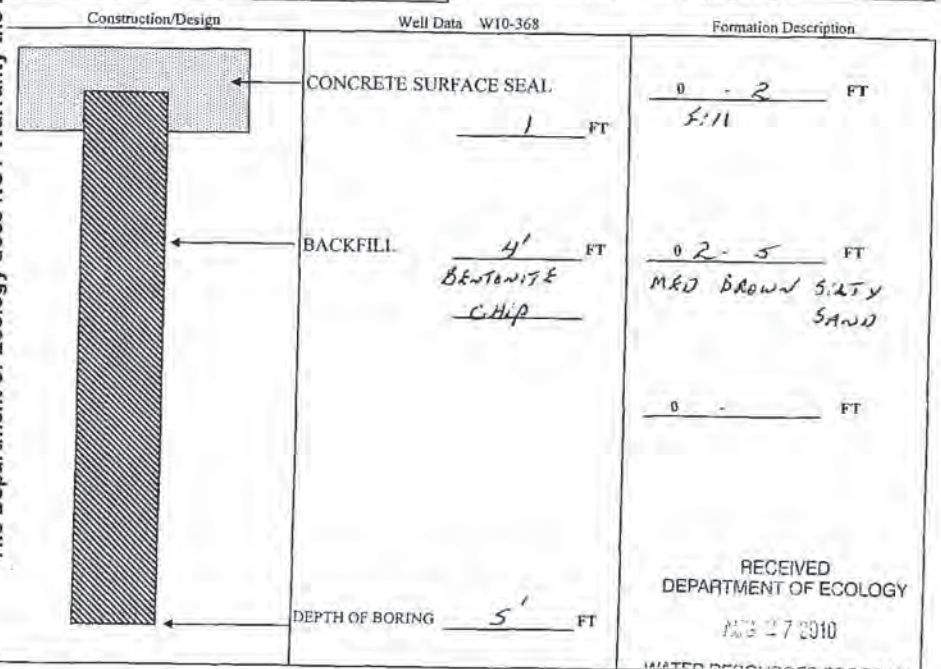 Construction/Design
Well Data W10-368
Formation Description
CONCRETE SURFACE SEAL
1 FT
0 - 2 FT
Fill
BACKFILL 4' FT
BENTONITE
CHIP
0 2 - 5 FT
MED BROWN SILTY
SAND
0 - FT
DEPTH OF BORING 5' FT
RECEIVED
DEPARTMENT OF ECOLOGY
27 2010